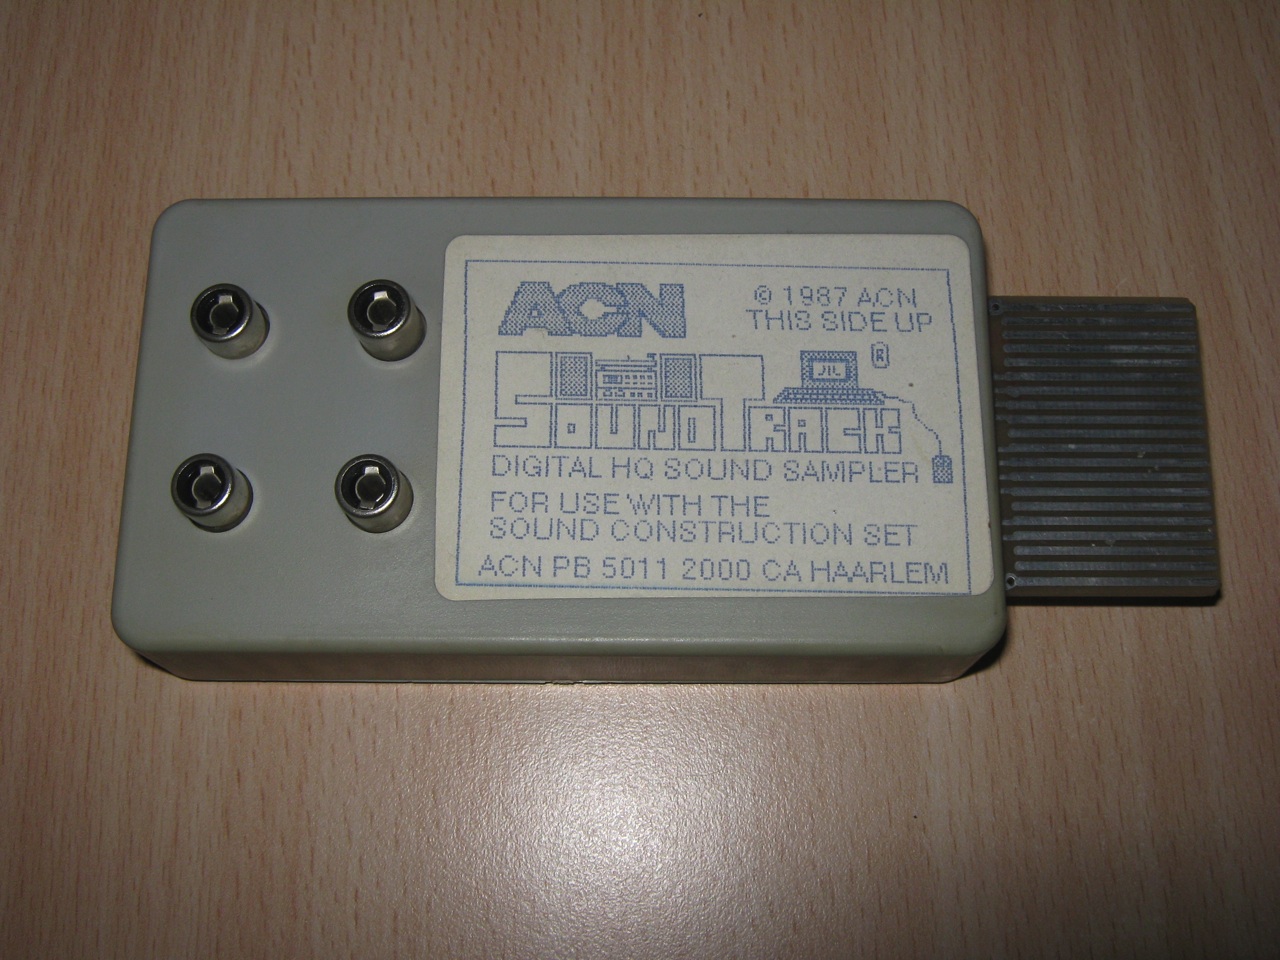 ACN
© 1987 ACN
THIS SIDE UP
®
SOUNDTRACK
DIGITAL HQ SOUND SAMPLER
FOR USE WITH THE
SOUND CONSTRUCTION SET
ACN PB 5011 2000 CA HAARLEM